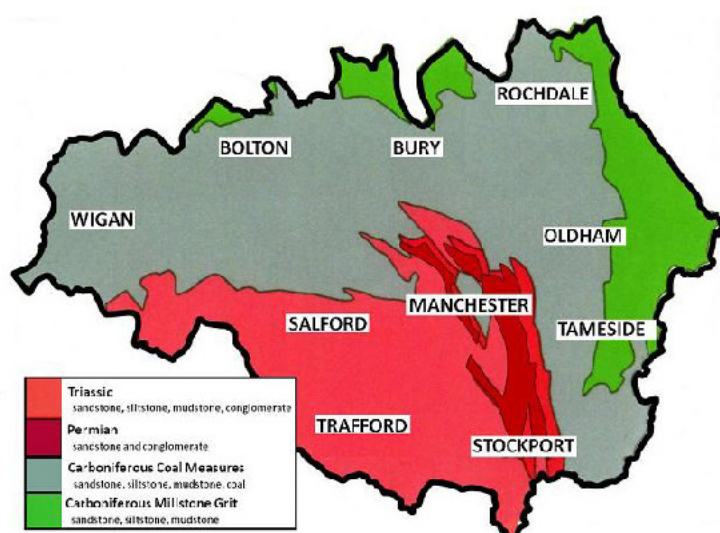 ROCHDALE
BOLTON
BURY
WIGAN
OLDHAM
MANCHESTER
SALFORD
TAMESIDE
TRAFFORD
STOCKPORT
Triassic
sandstone, siltstone, mudstone, conglomerate
Permian
sandstone and conglomerate
Carboniferous Coal Measures
sandstone, siltstone, mudstone, coal
Carboniferous Millstone Grit
sandstone, siltstone, mudstone